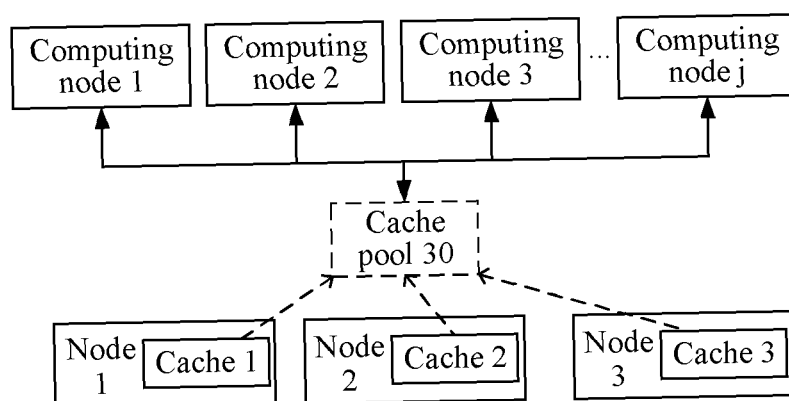 Computing
node 1
Computing
node 2
Computing
node 3
...
Computing
node j
Cache
pool 30
Node
1
Cache 1
Node
2
Cache 2
Node
3
Cache 3